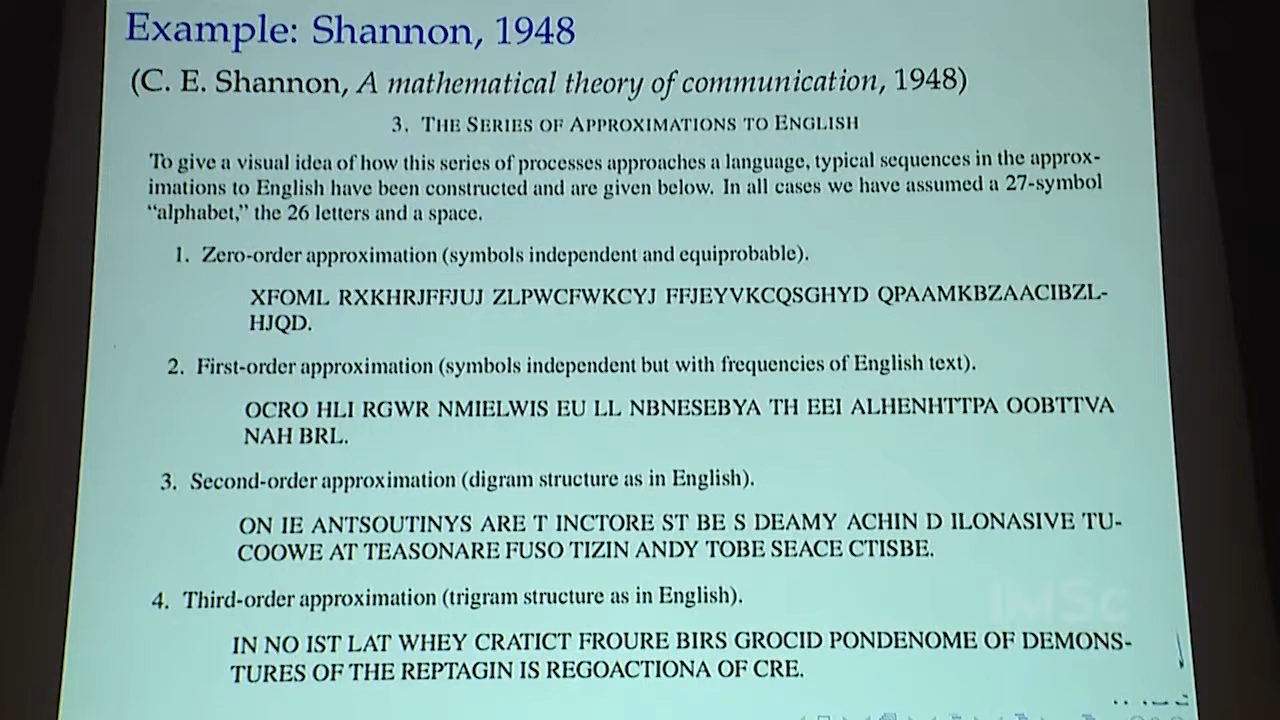 Example: Shannon, 1948
(C. E. Shannon, A mathematical theory of communication, 1948)
3. THE SERIES OF APPROXIMATIONS TO ENGLISH
To give a visual idea of how this series of processes approaches a language, typical sequences in the approx-
imations to English have been constructed and are given below. In all cases we have assumed a 27-symbol
“alphabet,” the 26 letters and a space.
1. Zero-order approximation (symbols independent and equiprobable).
XFOML RXKHRJFFJUJ ZLPWCFWKCYJ FFJEYVKCQSGHYD QPAAMKBZAACIBZL-
HJQD.
2. First-order approximation (symbols independent but with frequencies of English text).
OCRO HLI RGWR NMIELWIS EU LL NBNESEBYA TH EEI ALHENHTTPA OOBTTVA
NAH BRL.
3. Second-order approximation (digram structure as in English).
ON IE ANTSOUTINYS ARE T INCTORE ST BE S DEAMY ACHIN D ILONASIVE TU-
COOWE AT TEASONARE FUSO TIZIN ANDY TOBE SEACE CTISBE.
4. Third-order approximation (trigram structure as in English).
IMSc
IN NO IST LAT WHEY CRATICT FROURE BIRS GROCID PONDENOME OF DEMONS-
TURES OF THE REPTAGIN IS REGOACTIONA OF CRE.